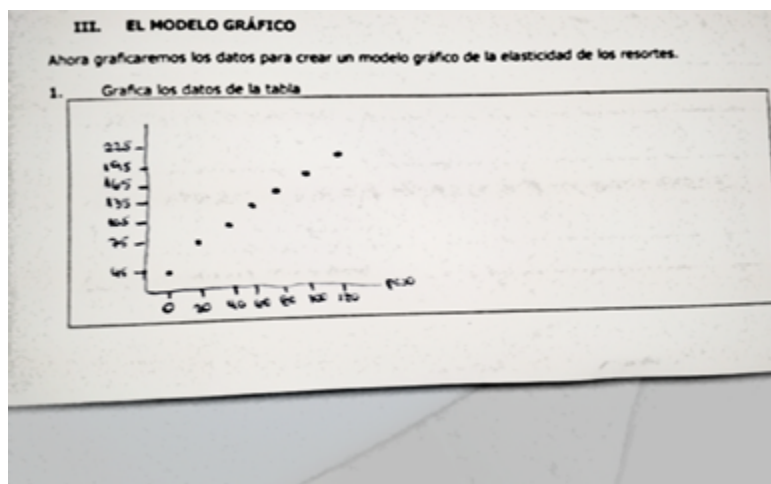 III. EL MODELO GRÁFICO
Ahora graficaremos los datos para crear un modelo gráfico de la elasticidad de los resortes.
1. Grafica los datos de la tabla
225
195
165
135
105
75
45
peso
0 20 40 60 80 100 120